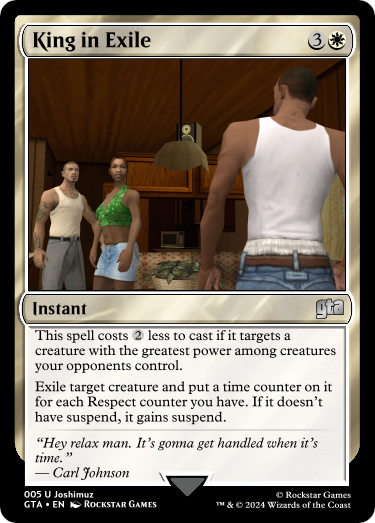 King in Exile 3
Instant
gta
This spell costs 2 less to cast if it targets a
creature with the greatest power among creatures
your opponents control.
Exile target creature and put a time counter on it
for each Respect counter you have. If it doesn't
have suspend, it gains suspend.
“Hey relax man. It's gonna get handled when it's
time.”
— Carl Johnson
005 U Joshimuz © Rockstar Games
GTA • EN Rockstar Games ™ & © 2024 Wizards of the Coast